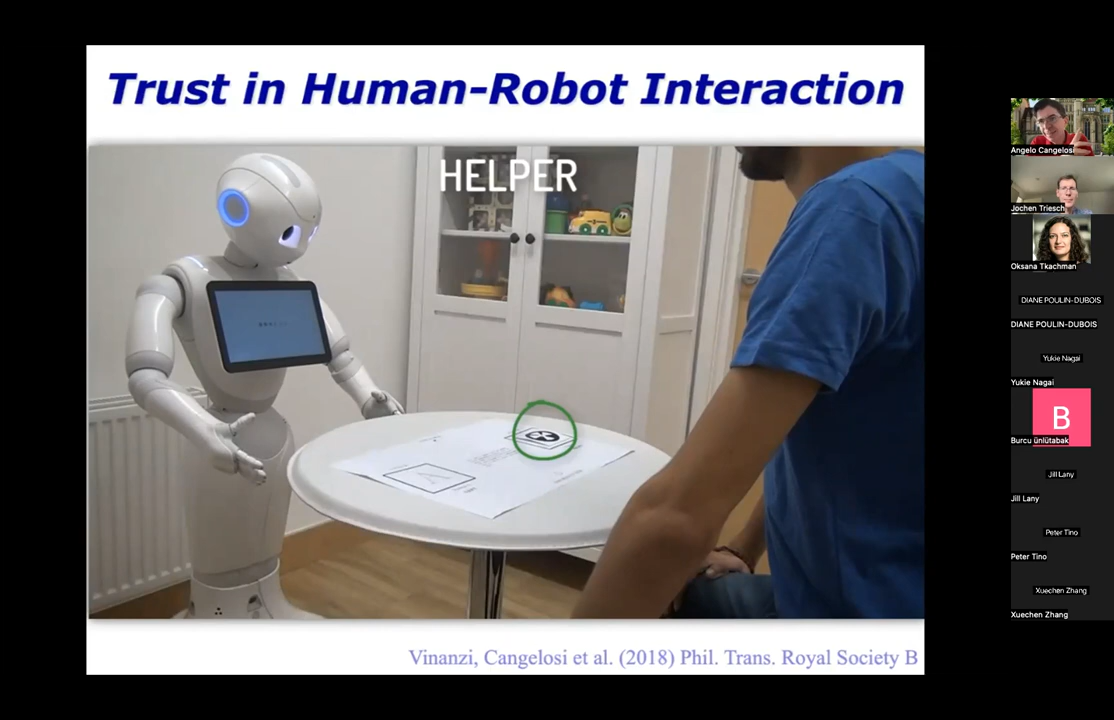 Trust in Human-Robot Interaction
HELPER
A
Vinanzi, Cangelosi et al. (2018) Phil. Trans. Royal Society B
Angelo Cangelosi
Jochen Triesch
Oksana Tkachman
DIANE POULIN-DUBOIS
DIANE POULIN-DUBOIS
Yukie Nagai
Yukie Nagai
B
Burcu ünlütabak
Jill Lany
Jill Lany
Peter Tino
Peter Tino
Xuechen Zhang
Xuechen Zhang